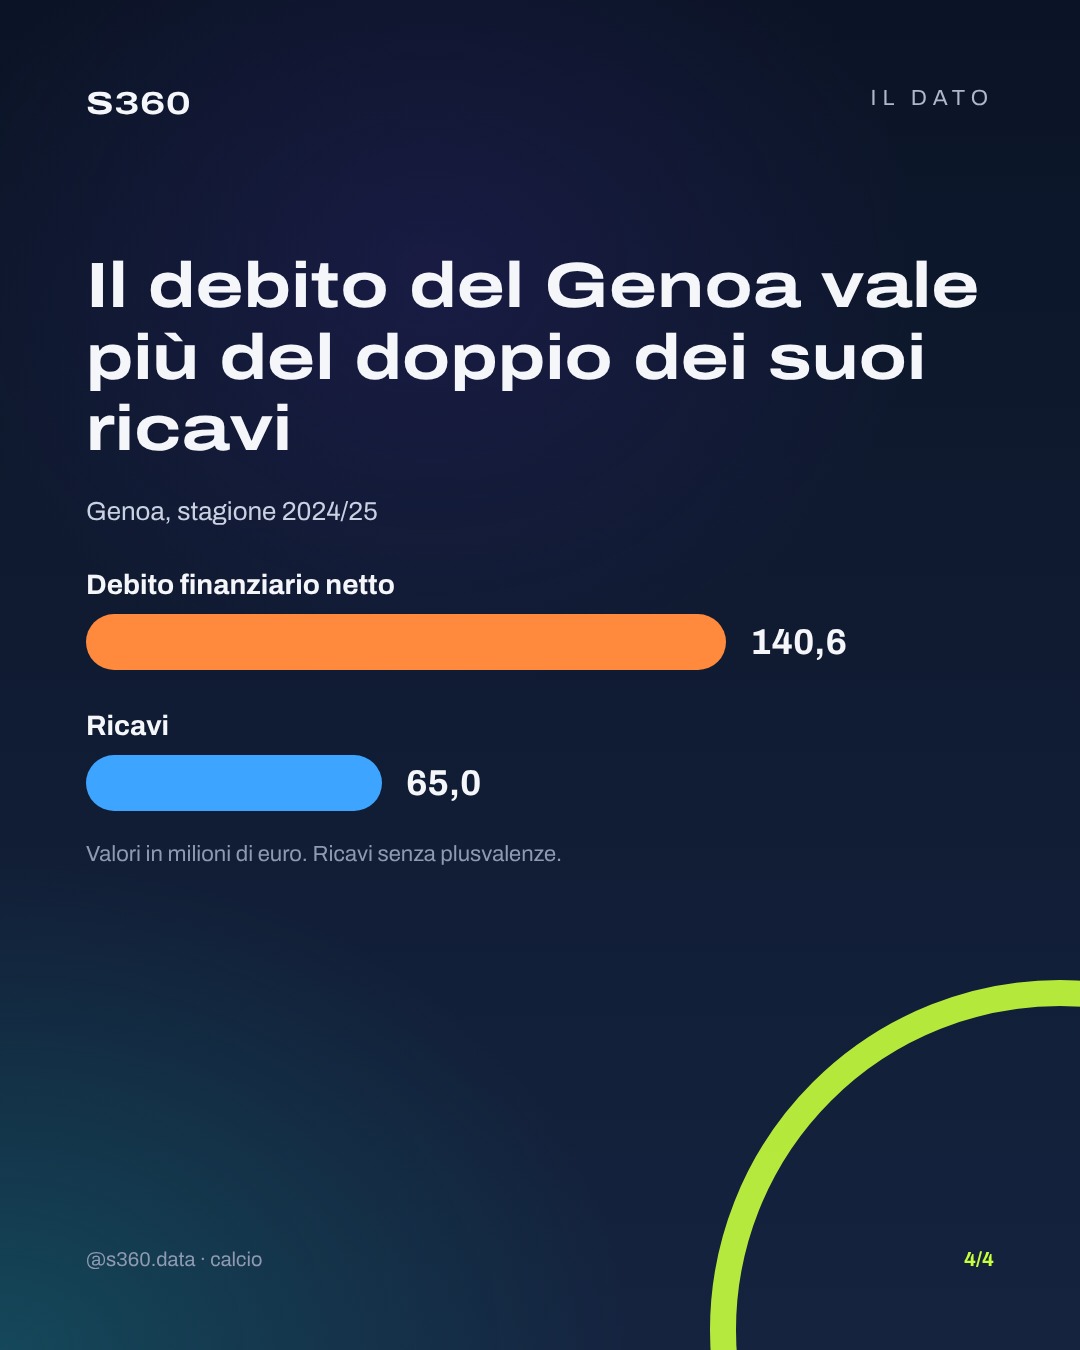 S360
IL DATO
Il debito del Genoa vale
più del doppio dei suoi
ricavi
Genoa, stagione 2024/25
Debito finanziario netto
140,6
Ricavi
65,0
Valori in milioni di euro. Ricavi senza plusvalenze.
@s360.data · calcio
4/4